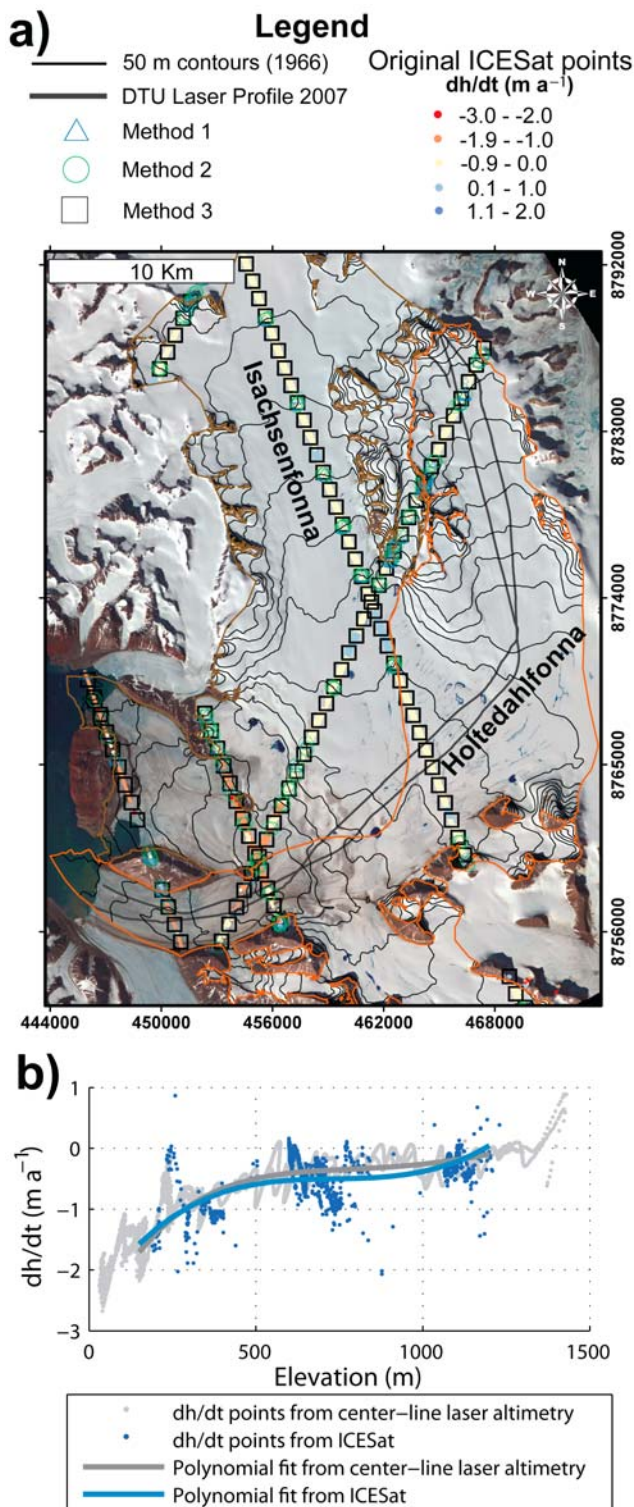 a)
Legend
50 m contours (1966)
DTU Laser Profile 2007
Method 1
Method 2
Method 3
Original ICESat points
dh/dt (m a⁻¹)
-3.0 - -2.0
-1.9 - -1.0
-0.9 - 0.0
0.1 - 1.0
1.1 - 2.0
10 Km
N
W E
S
Isachsenfonna
Holtedahlfonna
8792000
8783000
8774000
8765000
8756000
444000 450000 456000 462000 468000
b)
1
0
−1
−2
−3
dh/dt (m a⁻¹)
0 500 1000 1500
Elevation (m)
dh/dt points from center−line laser altimetry
dh/dt points from ICESat
Polynomial fit from center−line laser altimetry
Polynomial fit from ICESat